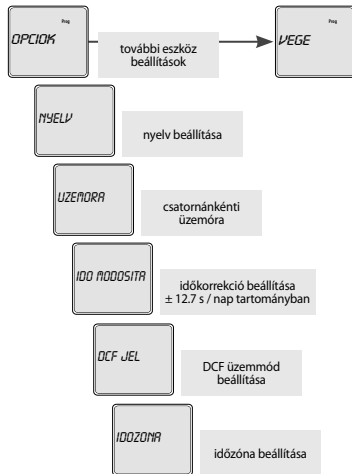 Prog
OPCIOK
további eszköz
beállítások
Prog
VEGE
NYELV
nyelv beállítása
UZEMORA
csatornánkénti
üzemóra
IDO MODOSITA
időkorrekció beállítása
± 12.7 s / nap tartományban
DCF JEL
DCF üzemmód
beállítása
IDOZONA
időzóna beállítása